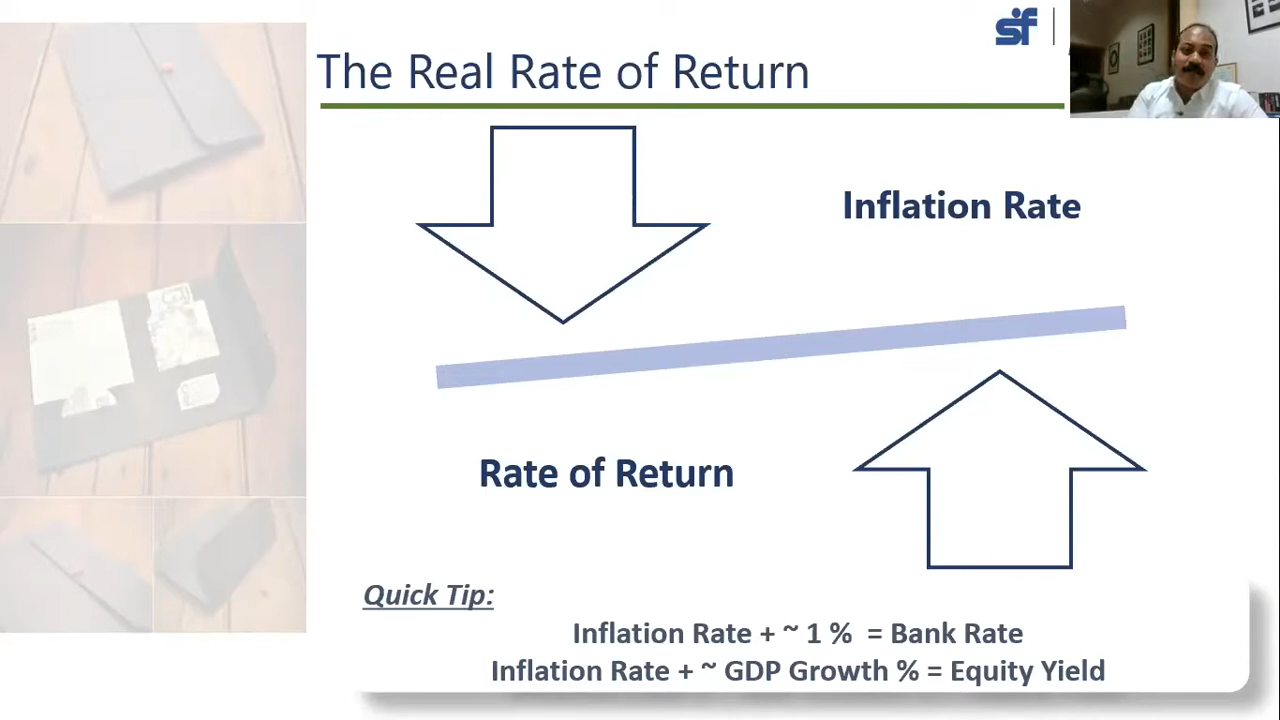 sf
The Real Rate of Return
Inflation Rate
Rate of Return
Quick Tip:
Inflation Rate + ~ 1 % = Bank Rate
Inflation Rate + ~ GDP Growth % = Equity Yield